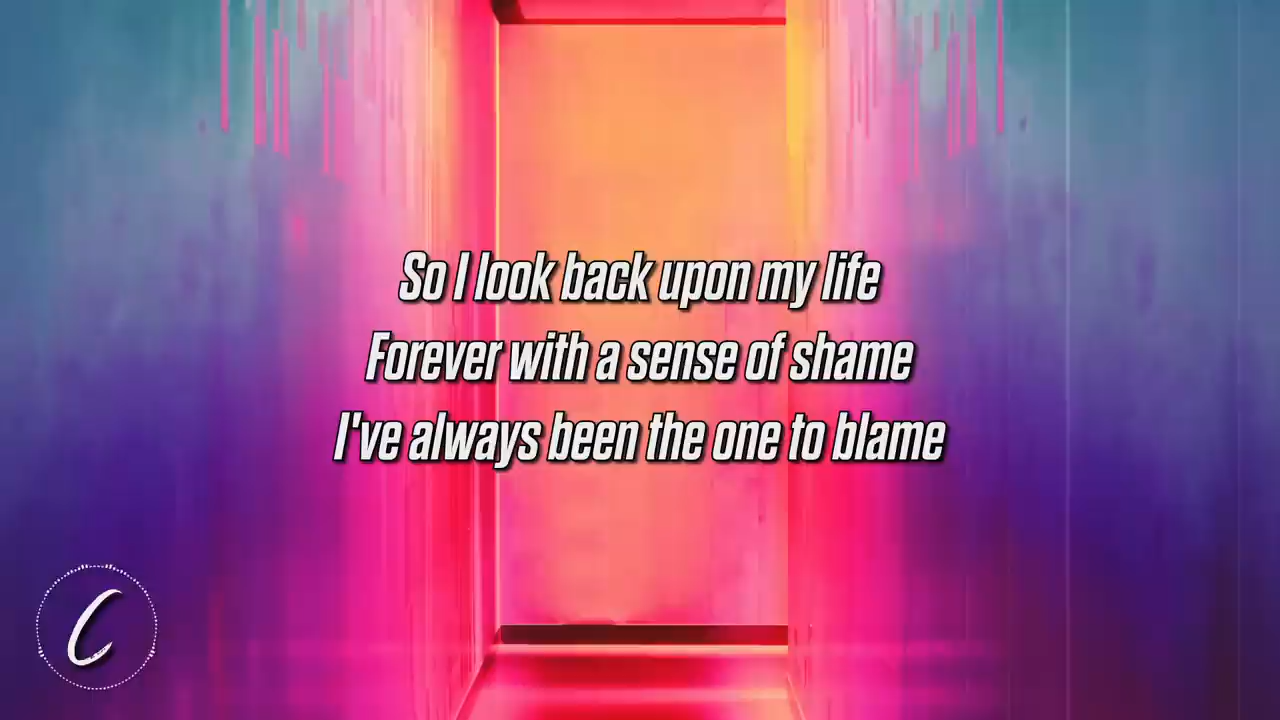 So I look back upon my life
Forever with a sense of shame
I've always been the one to blame
C